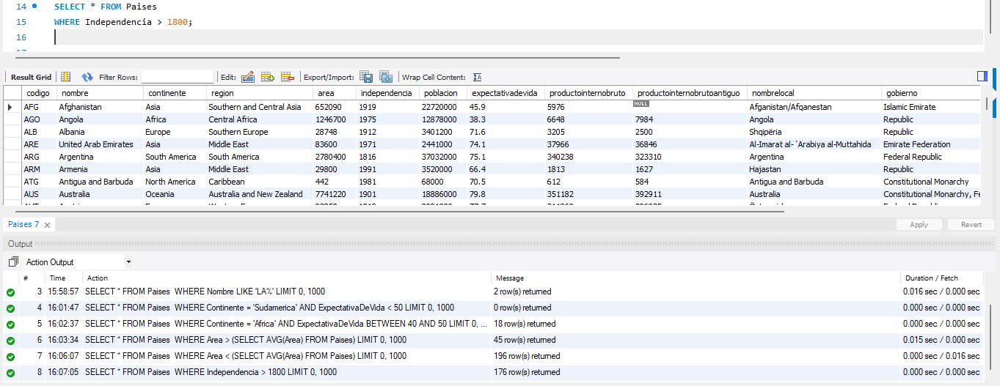 14 SELECT * FROM Paises
15 WHERE Independencia > 1800;
16
Result Grid Filter Rows: Edit: Export/Import: Wrap Cell Content: IA
codigo nombre continente region area independencia poblacion expectativadevida productointernobruto productointernobrutoantiguo nombrelocal gobierno
AFG Afghanistan Asia Southern and Central Asia 652090 1919 22720000 45.9 5976 NULL Afganistan/Afqanestan Islamic Emirate
AGO Angola Africa Central Africa 1246700 1975 12878000 38.3 6648 7984 Angola Republic
ALB Albania Europe Southern Europe 28748 1912 3401200 71.6 3205 2500 Shqipëria Republic
ARE United Arab Emirates Asia Middle East 83600 1971 2441000 74.1 37966 36846 Al-Imarat al-´Arabiya al-Muttahida Emirate Federation
ARG Argentina South America South America 2780400 1816 37032000 75.1 340238 323310 Argentina Federal Republic
ARM Armenia Asia Middle East 29800 1991 3520000 66.4 1813 1627 Hajastan Republic
ATG Antigua and Barbuda North America Caribbean 442 1981 68000 70.5 612 584 Antigua and Barbuda Constitutional Monarchy
AUS Australia Oceania Australia and New Zealand 7741220 1901 18886000 79.8 351182 392911 Australia Constitutional Monarchy, Fe
Paises 7 Apply Revert
Output
Action Output
# Time Action Message Duration / Fetch
3 15:58:57 SELECT * FROM Paises WHERE Nombre LIKE 'LA%' LIMIT 0, 1000 2 row(s) returned 0.016 sec / 0.000 sec
4 16:01:47 SELECT * FROM Paises WHERE Continente = 'Sudamerica' AND ExpectativaDeVida < 50 LIMIT 0, 1000 0 row(s) returned 0.000 sec / 0.000 sec
5 16:02:37 SELECT * FROM Paises WHERE Continente = 'Africa' AND ExpectativaDeVida BETWEEN 40 AND 50 LIMIT 0, ... 18 row(s) returned 0.000 sec / 0.000 sec
6 16:03:34 SELECT * FROM Paises WHERE Area > (SELECT AVG(Area) FROM Paises) LIMIT 0, 1000 45 row(s) returned 0.015 sec / 0.000 sec
7 16:06:07 SELECT * FROM Paises WHERE Area < (SELECT AVG(Area) FROM Paises) LIMIT 0, 1000 196 row(s) returned 0.000 sec / 0.016 sec
8 16:07:05 SELECT * FROM Paises WHERE Independencia > 1800 LIMIT 0, 1000 176 row(s) returned 0.000 sec / 0.000 sec